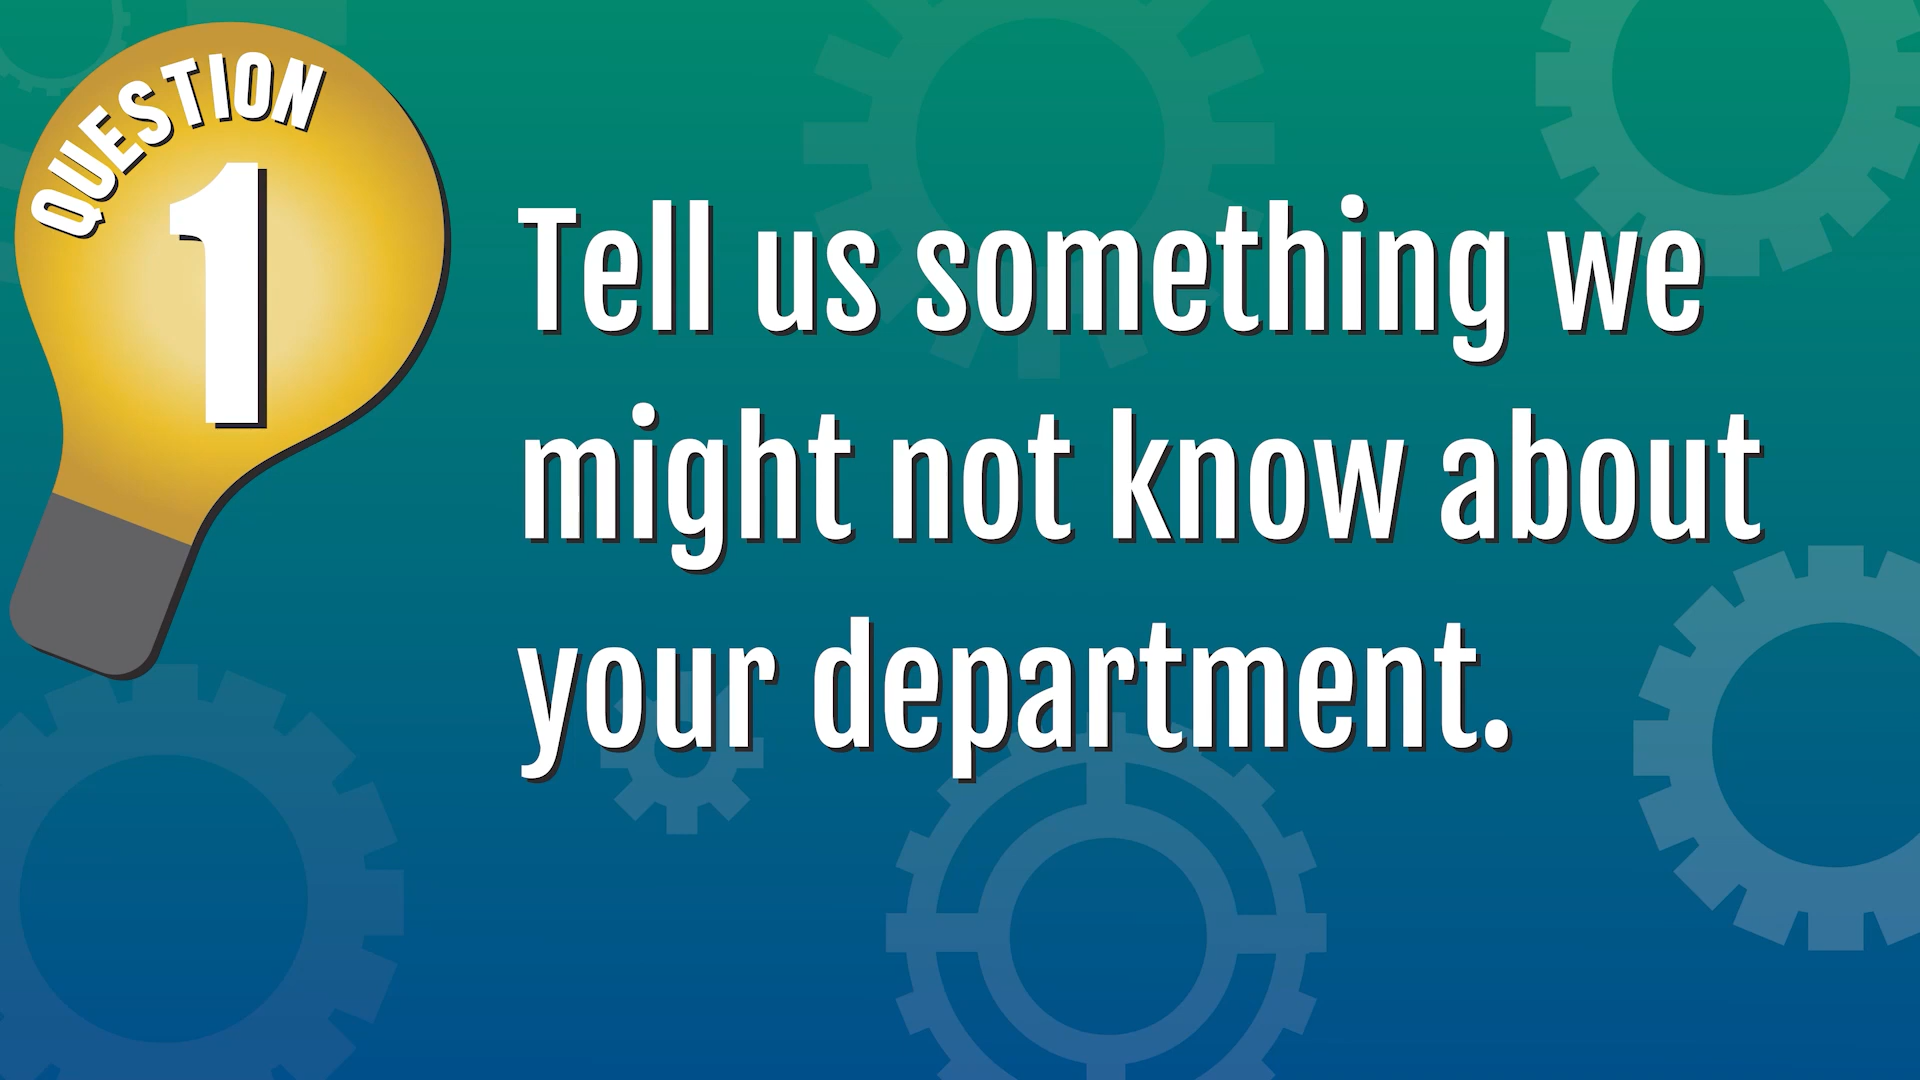 QUESTION
1
Tell us something we
might not know about
your department.